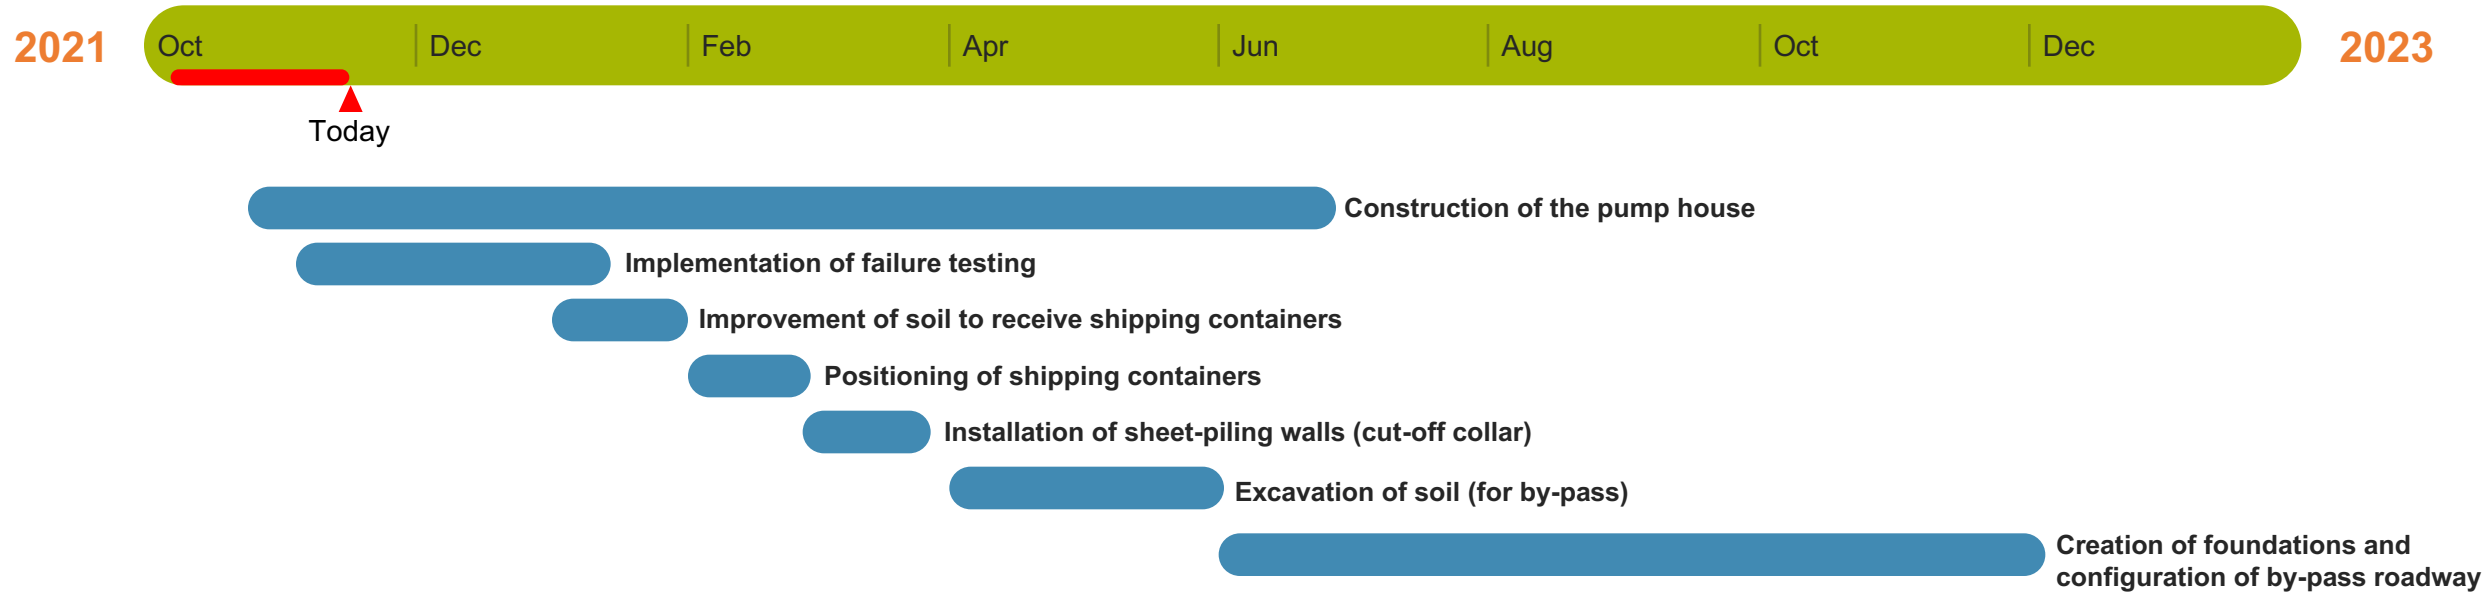 2021 Oct Dec Feb Apr Jun Aug Oct Dec 2023
Today
Construction of the pump house
Implementation of failure testing
Improvement of soil to receive shipping containers
Positioning of shipping containers
Installation of sheet-piling walls (cut-off collar)
Excavation of soil (for by-pass)
Creation of foundations and
configuration of by-pass roadway